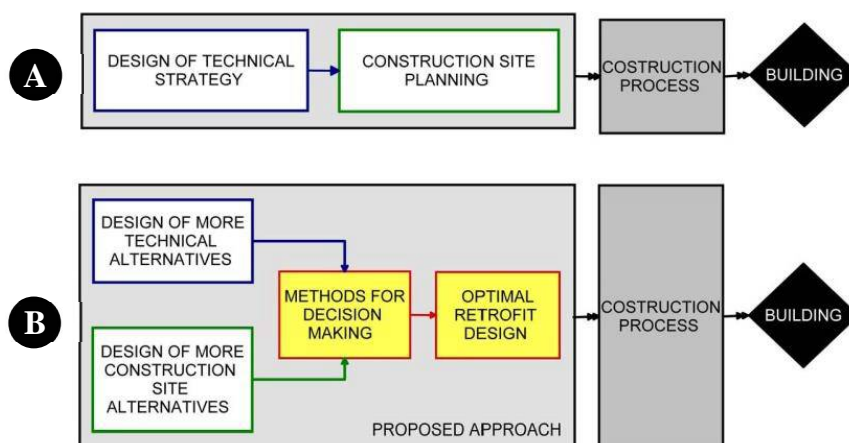 A
DESIGN OF TECHNICAL
STRATEGY
CONSTRUCTION SITE
PLANNING
COSTRUCTION
PROCESS
BUILDING
B
DESIGN OF MORE
TECHNICAL
ALTERNATIVES
DESIGN OF MORE
CONSTRUCTION
SITE
ALTERNATIVES
METHODS FOR
DECISION
MAKING
OPTIMAL
RETROFIT
DESIGN
PROPOSED APPROACH
COSTRUCTION
PROCESS
BUILDING